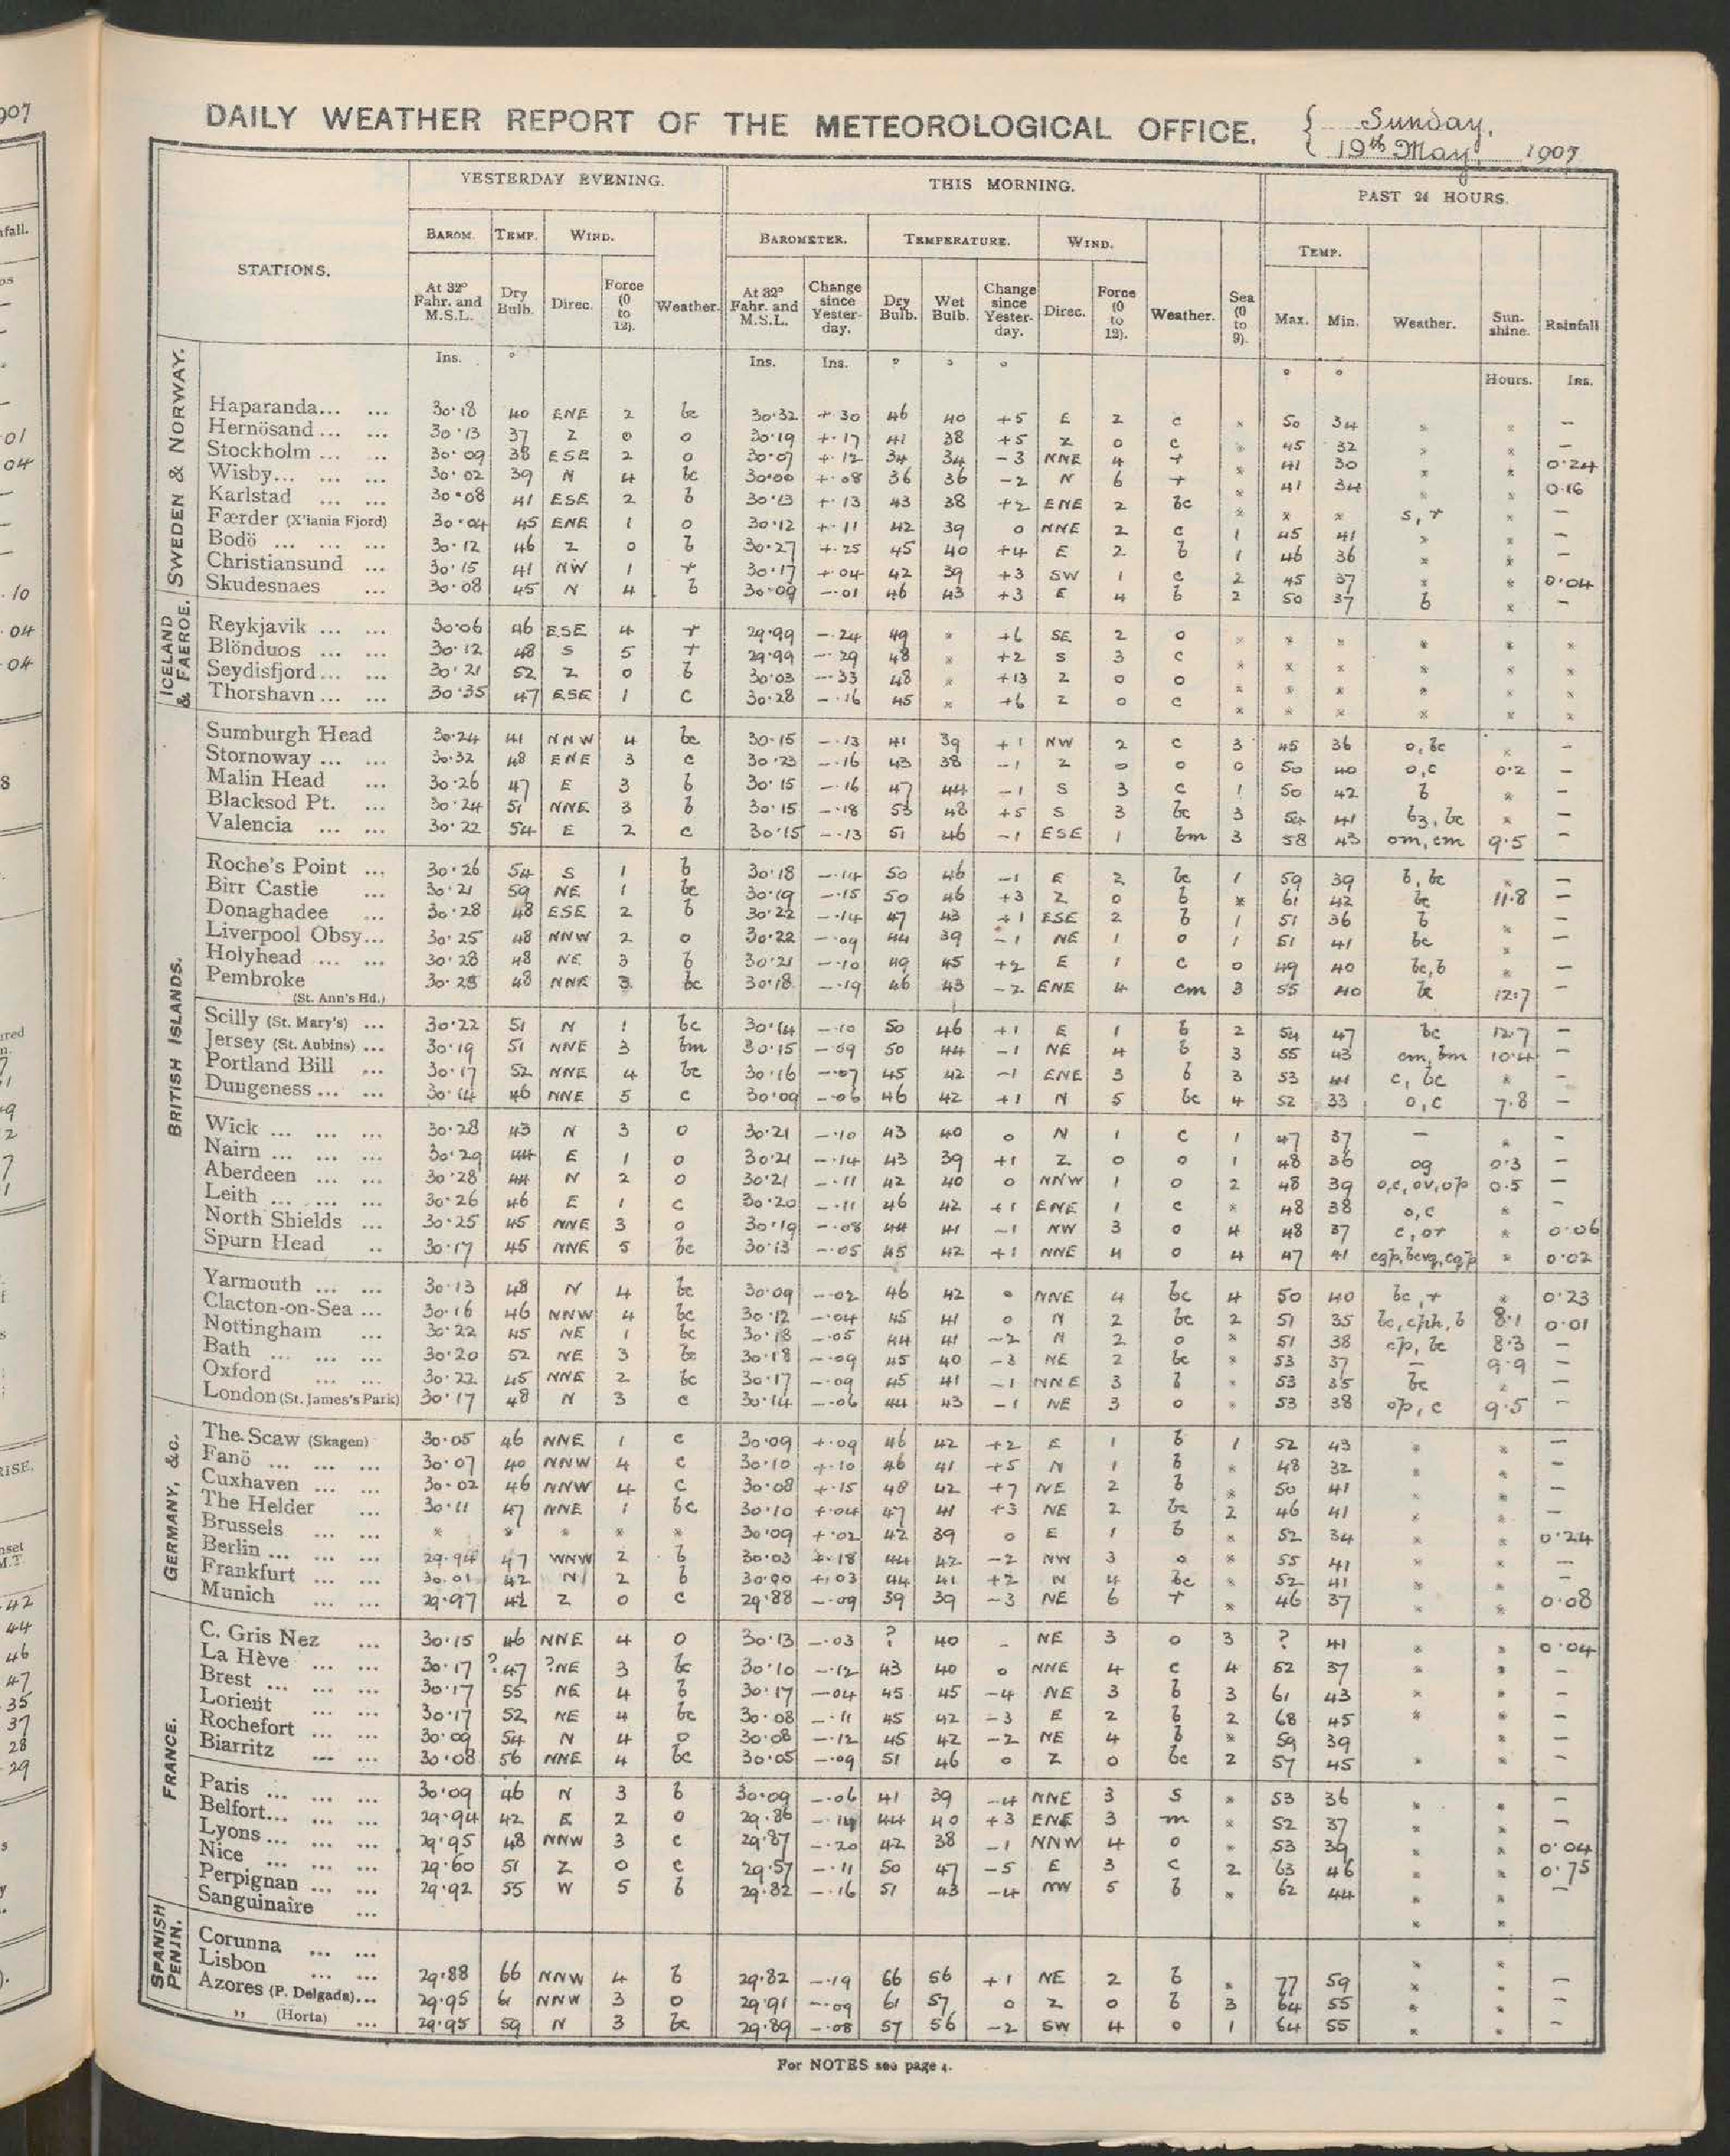 907
DAILY WEATHER REPORT OF THE METEOROLOGICAL OFFICE.
Sunday,
19th May, 1907
STATIONS.
YESTERDAY EVENING.
THIS MORNING.
PAST 24 HOURS.
BAROM. TEMP. WIND.
BAROMETER. TEMPERATURE. WIND.
TEMP.
At 32° Fahr. and M.S.L. Dry Bulb. Direc. Force (0 to 12). Weather. At 32° Fahr. and M.S.L. Change since Yesterday. Dry Bulb. Wet Bulb. Change since Yesterday. Direc. Force (0 to 12). Weather. Sea (0 to 9). Max. Min. Weather. Sunshine. Rainfall
Ins. ° Ins. Ins. ° ° ° ° ° Hours. Ins.
SWEDEN & NORWAY.
Haparanda... ... 30.18 40 ENE 2 bc 30.32 +.30 46 40 +5 E 2 c * 50 34 * * —
Hernösand ... ... 30.13 37 Z 0 o 30.19 +.17 41 38 +5 Z 0 c * 45 32 * * —
Stockholm ... ... 30.09 38 ESE 2 o 30.07 +.12 34 34 -3 NNE 4 r * 41 30 * * 0.24
Wisby... ... ... 30.02 39 N 4 bc 30.00 +.08 36 36 -2 N 6 r * 41 34 * * 0.16
Karlstad ... ... 30.08 41 ESE 2 b 30.13 +.13 43 38 +2 ENE 2 bc * * * s, r * —
Færder (X'iania Fjord) 30.04 45 ENE 1 o 30.12 +.11 42 39 0 NNE 2 c 1 45 41 * * —
Bodö ... ... ... 30.12 46 Z 0 b 30.27 +.25 45 40 +4 E 2 b 1 46 36 * * —
Christiansund ... 30.15 41 NW 1 r 30.17 +.04 42 39 +3 SW 1 c 2 45 37 * * 0.04
Skudesnaes ... 30.08 45 N 4 b 30.09 -.01 46 43 +3 E 4 b 2 50 37 b * —
ICELAND & FAEROE.
Reykjavik ... ... 30.06 46 ESE 4 r 29.99 -.24 49 * +6 SE 2 o * * * * * *
Blönduos ... ... 30.12 48 S 5 r 29.99 -.29 48 * +2 S 3 c * * * * * *
Seydisfjord... ... 30.21 52 Z 0 b 30.03 -.33 48 * +13 Z 0 o * * * * * *
Thorshavn ... ... 30.35 47 ESE 1 c 30.28 -.16 45 * +6 Z 0 c * * * * * *
BRITISH ISLANDS.
Sumburgh Head 30.24 41 NNW 4 bc 30.15 -.13 41 39 +1 NW 2 c 3 45 36 o, bc * —
Stornoway ... ... 30.32 48 ENE 3 c 30.23 -.16 43 38 -1 Z 0 o 0 50 40 o, c 0.2 —
Malin Head ... 30.26 47 E 3 b 30.15 -.16 47 44 -1 S 3 c 1 50 42 b * —
Blacksod Pt. ... 30.24 51 NNE 3 b 30.15 -.18 53 48 +5 S 3 bc 3 54 41 bz, bc * —
Valencia ... ... 30.22 54 E 2 c 30.15 -.13 51 46 -1 ESE 1 bm 3 58 43 om, cm 9.5 —
Roche's Point ... 30.26 54 S 1 b 30.18 -.14 50 46 -1 E 2 bc 1 59 39 b, bc * —
Birr Castle ... 30.21 59 NE 1 bc 30.19 -.15 50 46 +3 Z 0 b * 61 42 bc 11.8 —
Donaghadee ... 30.28 48 ESE 2 b 30.22 -.14 47 43 +1 ESE 2 b 1 51 36 b * —
Liverpool Obsy... 30.25 48 NNW 2 o 30.22 -.09 44 39 -1 NE 1 o 1 51 41 bc * —
Holyhead ... ... 30.28 48 NE 3 b 30.21 -.10 49 45 +2 E 1 c 0 49 40 bc, b * —
Pembroke (St. Ann's Hd.) 30.28 48 NNE 3 bc 30.18 -.19 46 43 -2 ENE 4 cm 3 55 40 bc 12.7 —
Scilly (St. Mary's) ... 30.22 51 N 1 bc 30.14 -.10 50 46 +1 E 1 b 2 54 47 bc 12.7 —
Jersey (St. Aubins) ... 30.19 51 NNE 3 bm 30.15 -.09 50 44 -1 NE 4 b 3 55 43 cm, bm 10.4 —
Portland Bill ... 30.17 52 NNE 4 bc 30.16 -.07 45 42 -1 ENE 3 b 3 53 41 c, bc * —
Dungeness ... ... 30.14 46 NNE 5 c 30.09 -.06 46 42 +1 N 5 bc 4 52 33 o, c 7.8 —
Wick ... ... ... 30.28 43 N 3 o 30.21 -.10 43 40 0 N 1 c 1 47 37 — * —
Nairn ... ... ... 30.29 44 E 1 o 30.21 -.14 43 39 +1 Z 0 o 1 48 36 og 0.3 —
Aberdeen ... ... 30.28 44 N 2 o 30.21 -.11 42 40 0 NNW 1 o 2 48 39 o,c, ov, op 0.5 —
Leith ... ... ... 30.26 46 E 1 c 30.20 -.11 46 42 +1 ENE 1 c * 48 38 o, c * —
North Shields ... 30.25 45 NNE 3 o 30.19 -.08 44 41 -1 NW 3 o 4 48 37 c, or * 0.06
Spurn Head .. 30.17 45 NNE 5 bc 30.13 -.05 45 42 +1 NNE 4 o 4 47 41 cqp, bcvq, cqp * 0.02
Yarmouth ... ... 30.13 48 N 4 bc 30.09 -.02 46 42 0 NNE 4 bc 4 50 40 bc, r * 0.23
Clacton-on-Sea ... 30.16 46 NNW 4 bc 30.12 -.04 45 41 0 N 2 bc 2 51 35 bc, cph, b 8.1 0.01
Nottingham ... 30.22 45 NE 1 bc 30.18 -.05 44 41 -2 N 2 o * 51 38 cp, bc 8.3 —
Bath ... ... ... 30.20 52 NE 3 bc 30.18 -.09 45 40 -3 NE 2 bc * 53 37 — 9.9 —
Oxford ... ... 30.22 45 NNE 2 bc 30.17 -.09 45 41 -1 NNE 3 b * 53 35 bc * —
London (St. James's Park) 30.17 48 N 3 c 30.14 -.06 44 43 -1 NE 3 o * 53 38 op, c 9.5 —
GERMANY, &c.
The Scaw (Skagen) 30.05 46 NNE 1 c 30.09 +.09 46 42 +2 E 1 b 1 52 43 * * —
Fanö ... ... ... 30.07 40 NNW 4 c 30.10 +.10 46 41 +5 N 1 b * 48 32 * * —
Cuxhaven ... ... 30.02 46 NNW 4 c 30.08 +.15 48 42 +7 NE 2 b * 50 41 * * —
The Helder ... 30.11 47 NNE 1 bc 30.10 +.04 47 41 +3 NE 2 bc 2 46 41 * * —
Brussels ... ... * * * * * 30.09 +.02 42 39 0 E 1 b * 52 34 * * 0.24
Berlin ... ... ... 29.94 47 WNW 2 b 30.03 +.18 44 42 -2 NW 3 o * 55 41 * * —
Frankfurt ... ... 30.01 42 N 2 b 30.00 +.03 44 41 +2 N 4 bc * 52 41 * * —
Munich ... ... 29.97 42 Z 0 c 29.88 -.09 39 39 -3 NE 6 r * 46 37 * * 0.08
FRANCE.
C. Gris Nez ... 30.15 46 NNE 4 o 30.13 -.03 ? 40 - NE 3 o 3 ? 41 * * 0.04
La Hève ... ... 30.17 ?47 ?NE 3 bc 30.10 -.12 43 40 0 NNE 4 c 4 52 37 * * —
Brest ... ... ... 30.17 55 NE 4 b 30.17 -.04 45 45 -4 NE 3 b 3 61 43 * * —
Lorient ... ... 30.17 52 NE 4 bc 30.08 -.11 45 42 -3 E 2 b 2 68 45 * * —
Rochefort ... ... 30.09 54 N 4 o 30.08 -.12 45 42 -2 NE 4 b * 59 39 * —
Biarritz ... ... 30.08 56 NNE 4 bc 30.05 -.09 51 46 0 Z 0 bc 2 57 45 * * —
Paris ... ... ... 30.09 46 N 3 b 30.09 -.06 41 39 -4 NNE 3 s * 53 36 * * —
Belfort... ... ... 29.94 42 E 2 o 29.86 -.14 44 40 +3 ENE 3 m * 52 37 * * —
Lyons ... ... ... 29.95 48 NNW 3 c 29.87 -.20 42 38 -1 NNW 4 o * 53 39 * * 0.04
Nice ... ... ... 29.60 51 Z 0 c 29.57 -.11 50 47 -5 E 3 c 2 63 46 * * 0.75
Perpignan ... ... 29.92 55 W 5 b 29.82 -.16 51 43 -4 NW 5 b * 62 44 * * —
Sanguinaire ... * *
SPANISH PENIN.
Corunna ... ... * *
Lisbon ... ... 29.88 66 NNW 4 b 29.82 -.19 66 56 +1 NE 2 b * 77 59 * * —
Azores (P. Delgada)... 29.95 61 NNW 3 o 29.91 -.09 61 57 0 Z 0 b 3 64 55 * * —
„ (Horta) ... 29.95 59 N 3 bc 29.89 -.08 57 56 -2 SW 4 o 1 64 55 * * —
For NOTES see page 4.